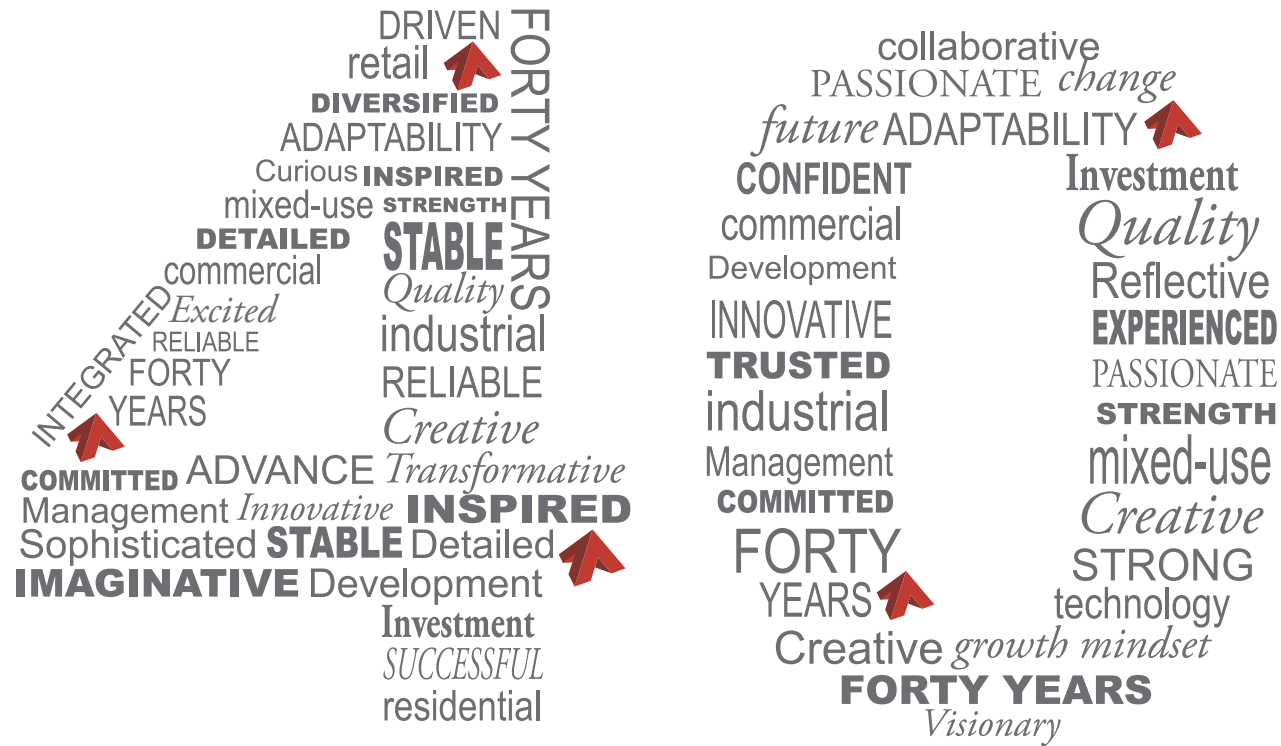 DRIVEN
retail
DIVERSIFIED
ADAPTABILITY
Curious INSPIRED
mixed-use STRENGTH
DETAILED
STABLE
commercial
Quality
FORTY YEARS
Excited
industrial
RELIABLE
INTEGRATED
FORTY
RELIABLE
YEARS
Creative
COMMITTED ADVANCE Transformative
Management Innovative INSPIRED
Sophisticated STABLE Detailed
IMAGINATIVE Development
Investment
SUCCESSFUL
residential
collaborative
PASSIONATE change
future ADAPTABILITY
CONFIDENT
commercial
Development
INNOVATIVE
TRUSTED
industrial
Management
COMMITTED
FORTY
YEARS
Investment
Quality
Reflective
EXPERIENCED
PASSIONATE
STRENGTH
mixed-use
Creative
STRONG
technology
Creative growth mindset
FORTY YEARS
Visionary